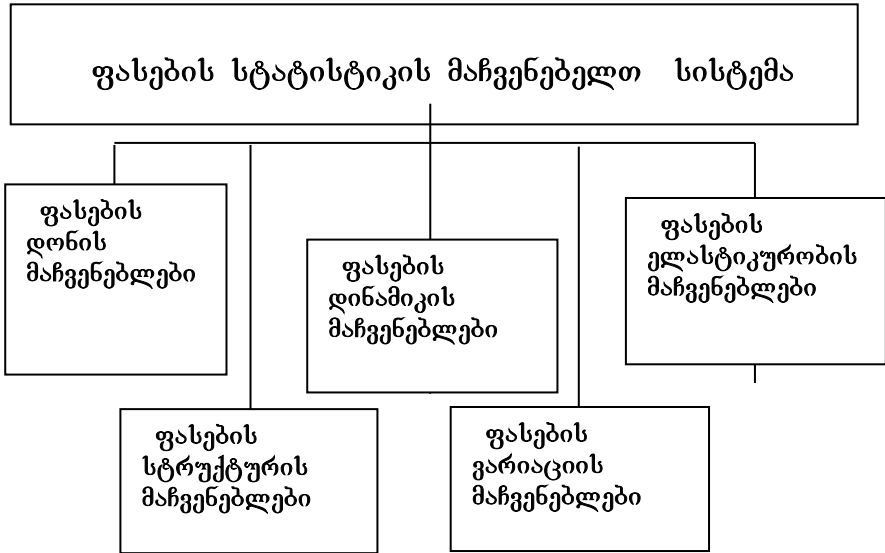 ფასების სტატისტიკის მაჩვენებელთ სისტემა
ფასების
დონის
მაჩვენებლები
ფასების
სტრუქტურის
მაჩვენებლები
ფასების
დინამიკის
მაჩვენებლები
ფასების
ვარიაციის
მაჩვენებლები
ფასების
ელასტიკურობის
მაჩვენებლები